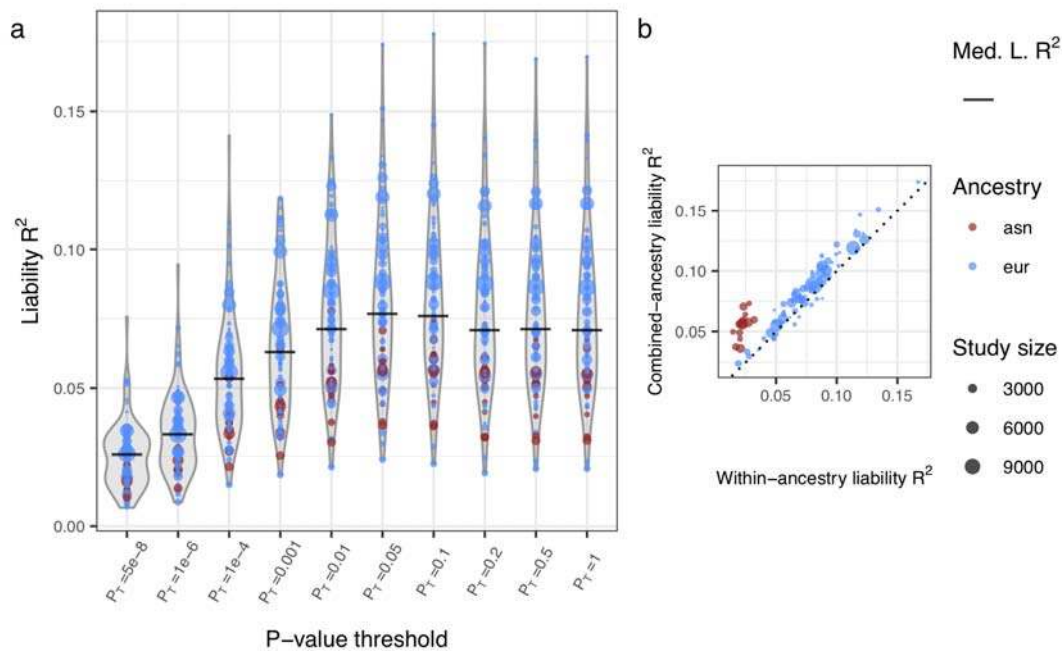 a
Liability R²
0.15
0.10
0.05
0.00
P_T=5e−8
P_T=1e−6
P_T=1e−4
P_T=0.001
P_T=0.01
P_T=0.05
P_T=0.1
P_T=0.2
P_T=0.5
P_T=1
P−value threshold
b
Combined−ancestry liability R²
0.15
0.10
0.05
0.05
0.10
0.15
Within−ancestry liability R²
Med. L. R²
Ancestry
asn
eur
Study size
3000
6000
9000